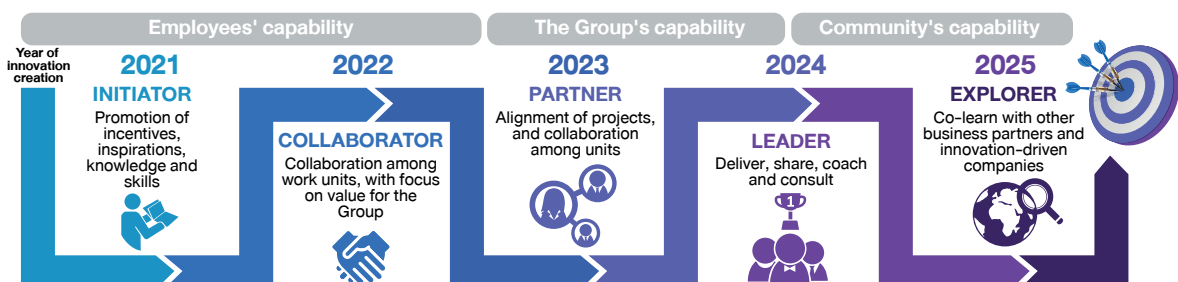 Employees' capability
The Group's capability
Community's capability
Year of
innovation
creation
2021
INITIATOR
Promotion of
incentives,
inspirations,
knowledge and
skills
2022
COLLABORATOR
Collaboration among
work units, with focus
on value for the
Group
2023
PARTNER
Alignment of projects,
and collaboration
among units
2024
LEADER
Deliver, share, coach
and consult
1
2025
EXPLORER
Co-learn with other
business partners and
innovation-driven
companies